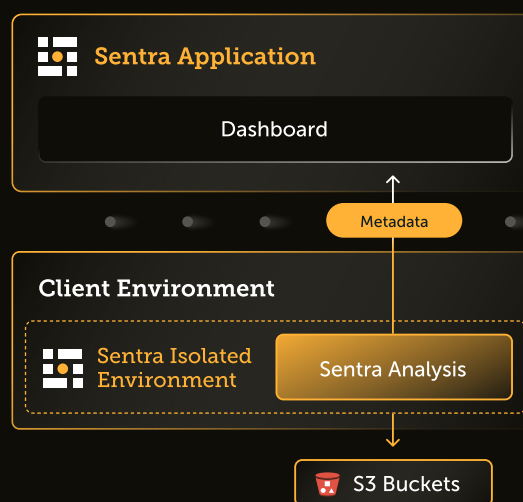 Sentra Application
Dashboard
Metadata
Client Environment
Sentra Isolated
Environment
Sentra Analysis
S3 Buckets